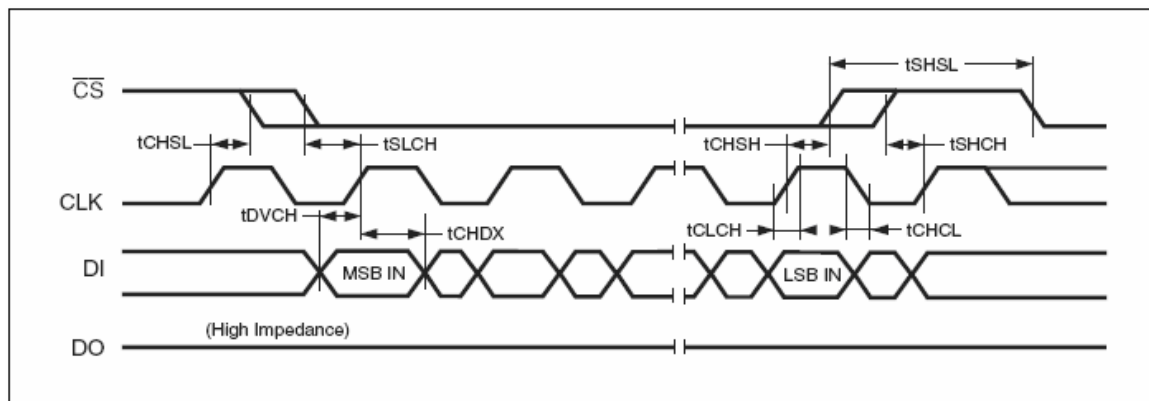 tSHSL
CS
tCHSL
tSLCH
tCHSH
tSHCH
CLK
tDVCH
tCHDX
tCLCH
tCHCL
DI
MSB IN
LSB IN
(High Impedance)
DO